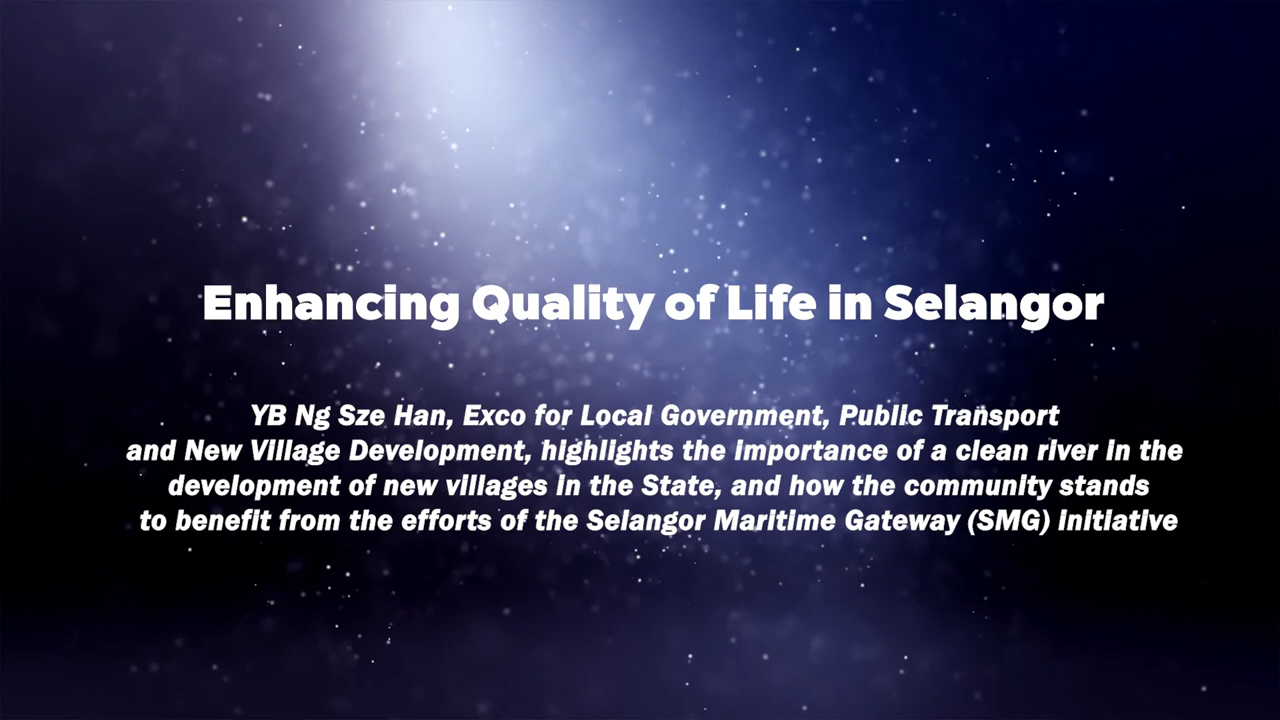 Enhancing Quality of Life in Selangor
YB Ng Sze Han, Exco for Local Government, Public Transport
and New Village Development, highlights the importance of a clean river in the
development of new villages in the State, and how the community stands
to benefit from the efforts of the Selangor Maritime Gateway (SMG) initiative